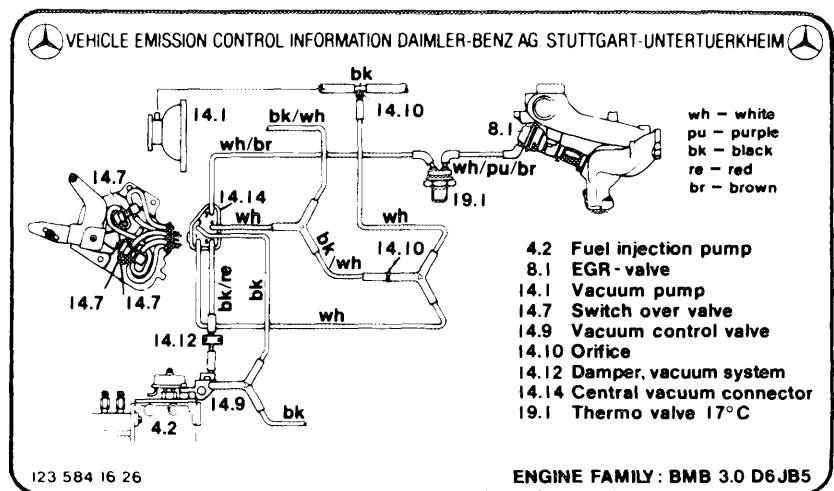 VEHICLE EMISSION CONTROL INFORMATION DAIMLER-BENZ AG. STUTTGART-UNTERTUERKHEIM
bk
14.1
bk/wh
14.10
8.1
wh – white
pu – purple
bk – black
re – red
br – brown
wh/br
wh/pu/br
19.1
14.7
14.14
wh
wh
bk
wh
14.10
14.7
14.7
bk/re
bk
wh
14.12
14.9
bk
4.2
4.2 Fuel injection pump
8.1 EGR-valve
14.1 Vacuum pump
14.7 Switch over valve
14.9 Vacuum control valve
14.10 Orifice
14.12 Damper, vacuum system
14.14 Central vacuum connector
19.1 Thermo valve 17°C
123 584 16 26
ENGINE FAMILY: BMB 3.0 D6JB5